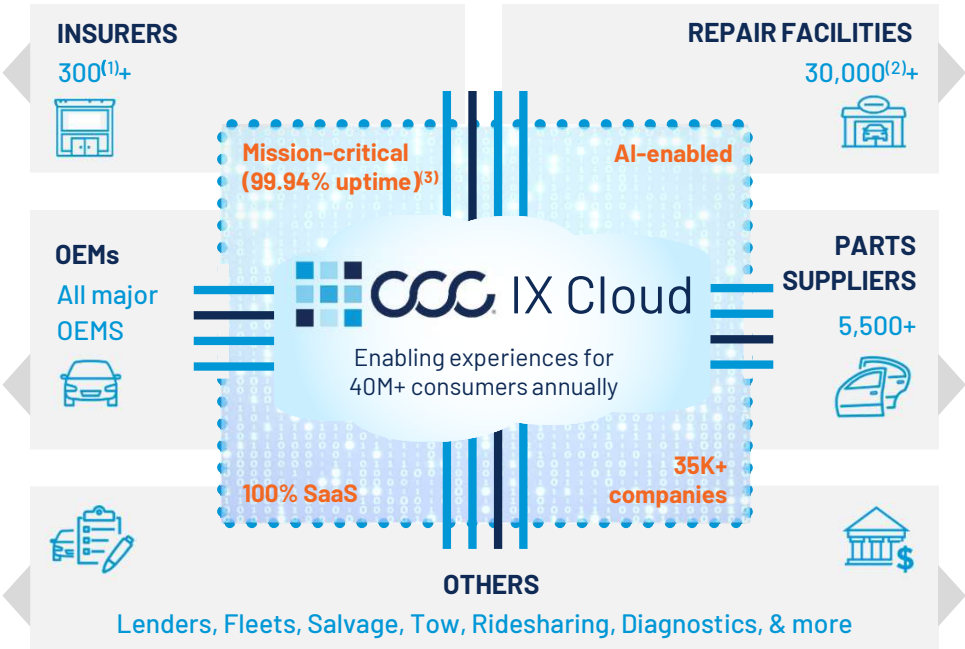 INSURERS
300(1)+
REPAIR FACILITIES
30,000(2)+
Mission-critical
(99.94% uptime)(3)
AI-enabled
OEMs
All major
OEMS
CCC. IX Cloud
Enabling experiences for
40M+ consumers annually
PARTS
SUPPLIERS
5,500+
100% SaaS
35K+
companies
$
OTHERS
Lenders, Fleets, Salvage, Tow, Ridesharing, Diagnostics, & more